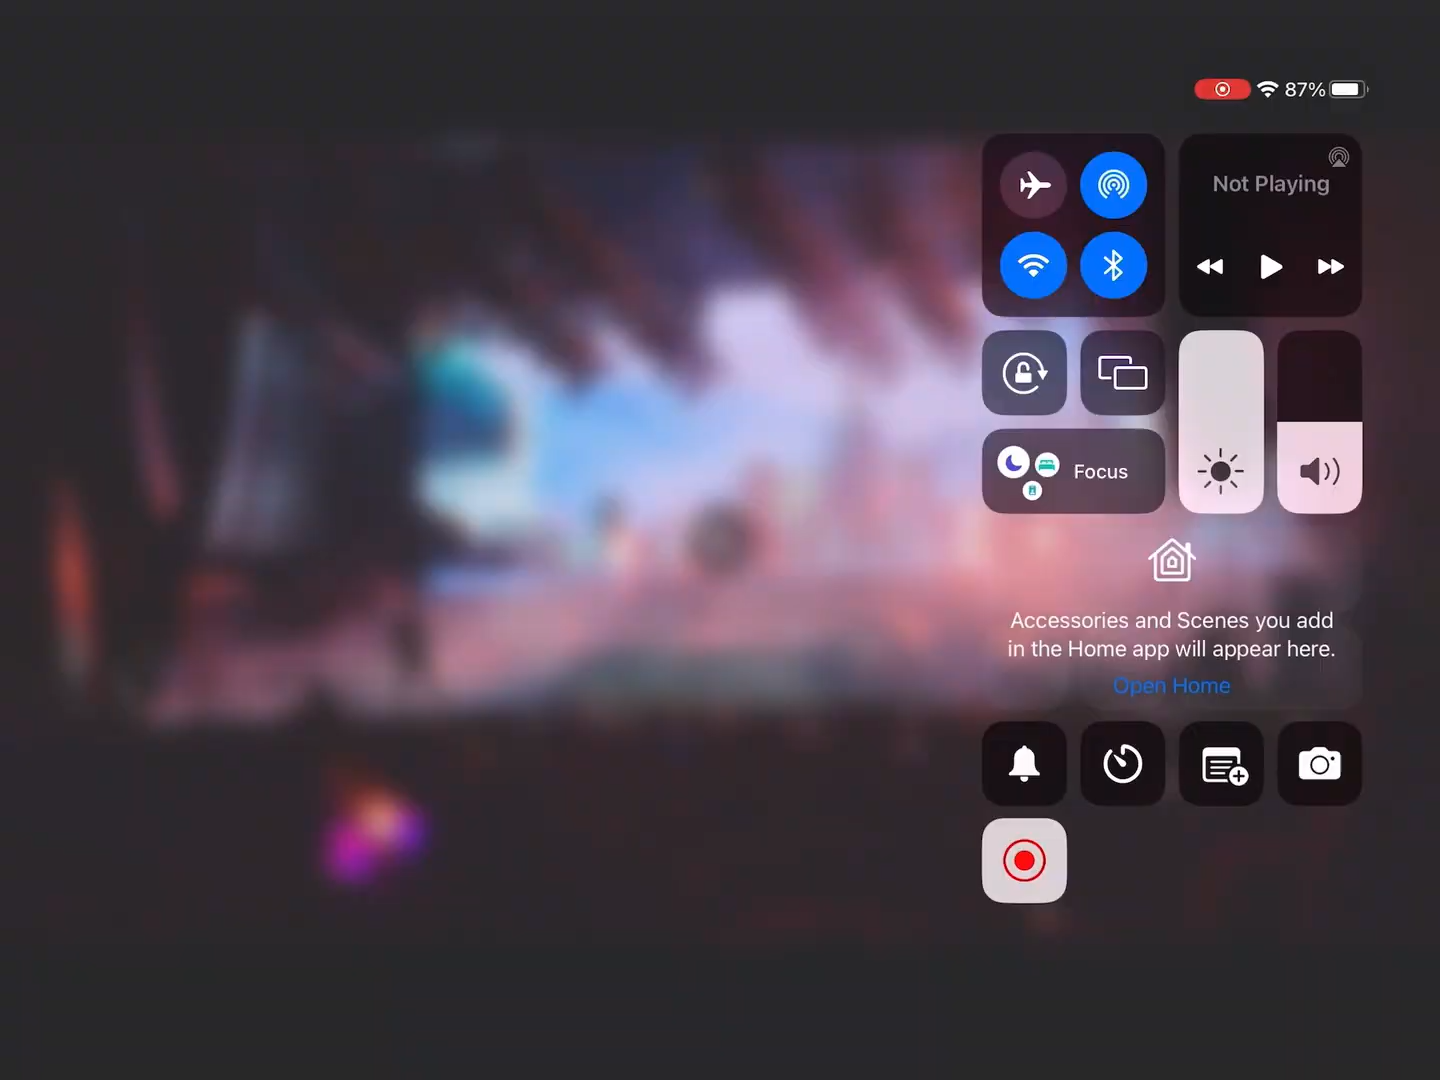 87%
Not Playing
Focus
Accessories and Scenes you add
in the Home app will appear here.
Open Home